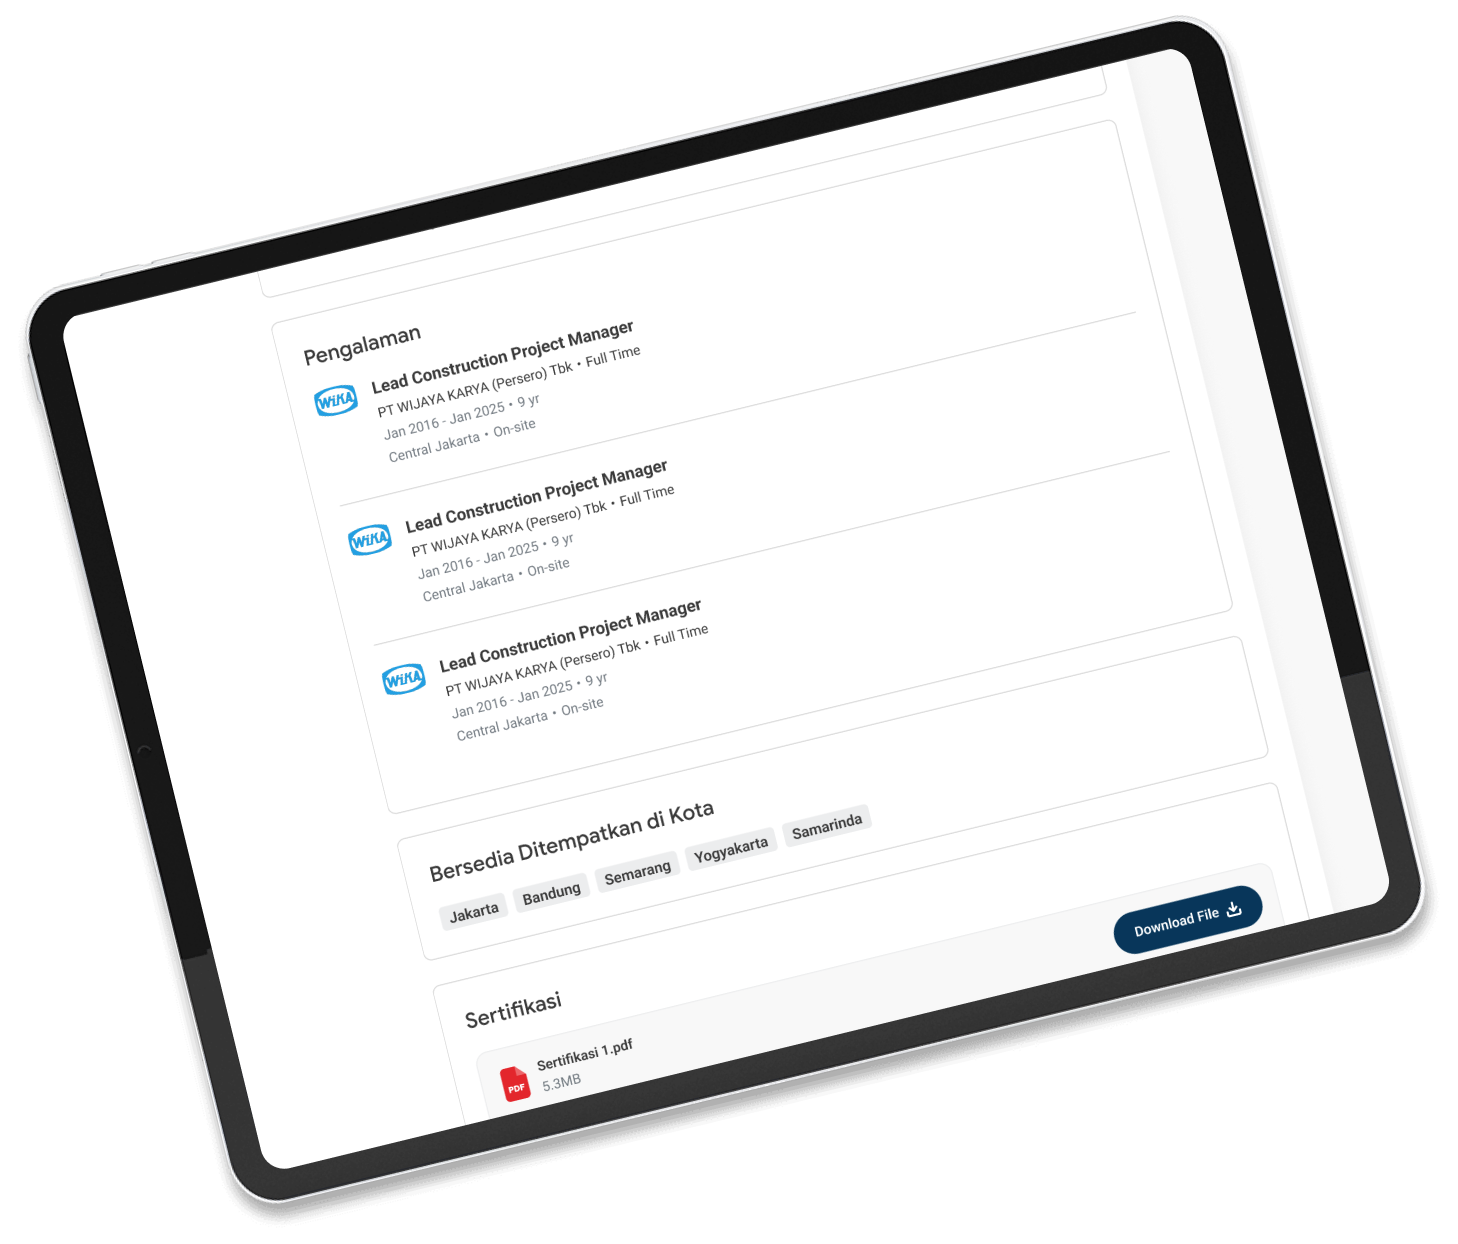 Pengalaman
WiKA
Lead Construction Project Manager
PT WIJAYA KARYA (Persero) Tbk • Full Time
Jan 2016 - Jan 2025 • 9 yr
Central Jakarta • On-site
WiKA
Lead Construction Project Manager
PT WIJAYA KARYA (Persero) Tbk • Full Time
Jan 2016 - Jan 2025 • 9 yr
Central Jakarta • On-site
WiKA
Lead Construction Project Manager
PT WIJAYA KARYA (Persero) Tbk • Full Time
Jan 2016 - Jan 2025 • 9 yr
Central Jakarta • On-site
Bersedia Ditempatkan di Kota
Jakarta Bandung Semarang Yogyakarta Samarinda
Sertifikasi
PDF
Sertifikasi 1.pdf
5.3MB
Download File